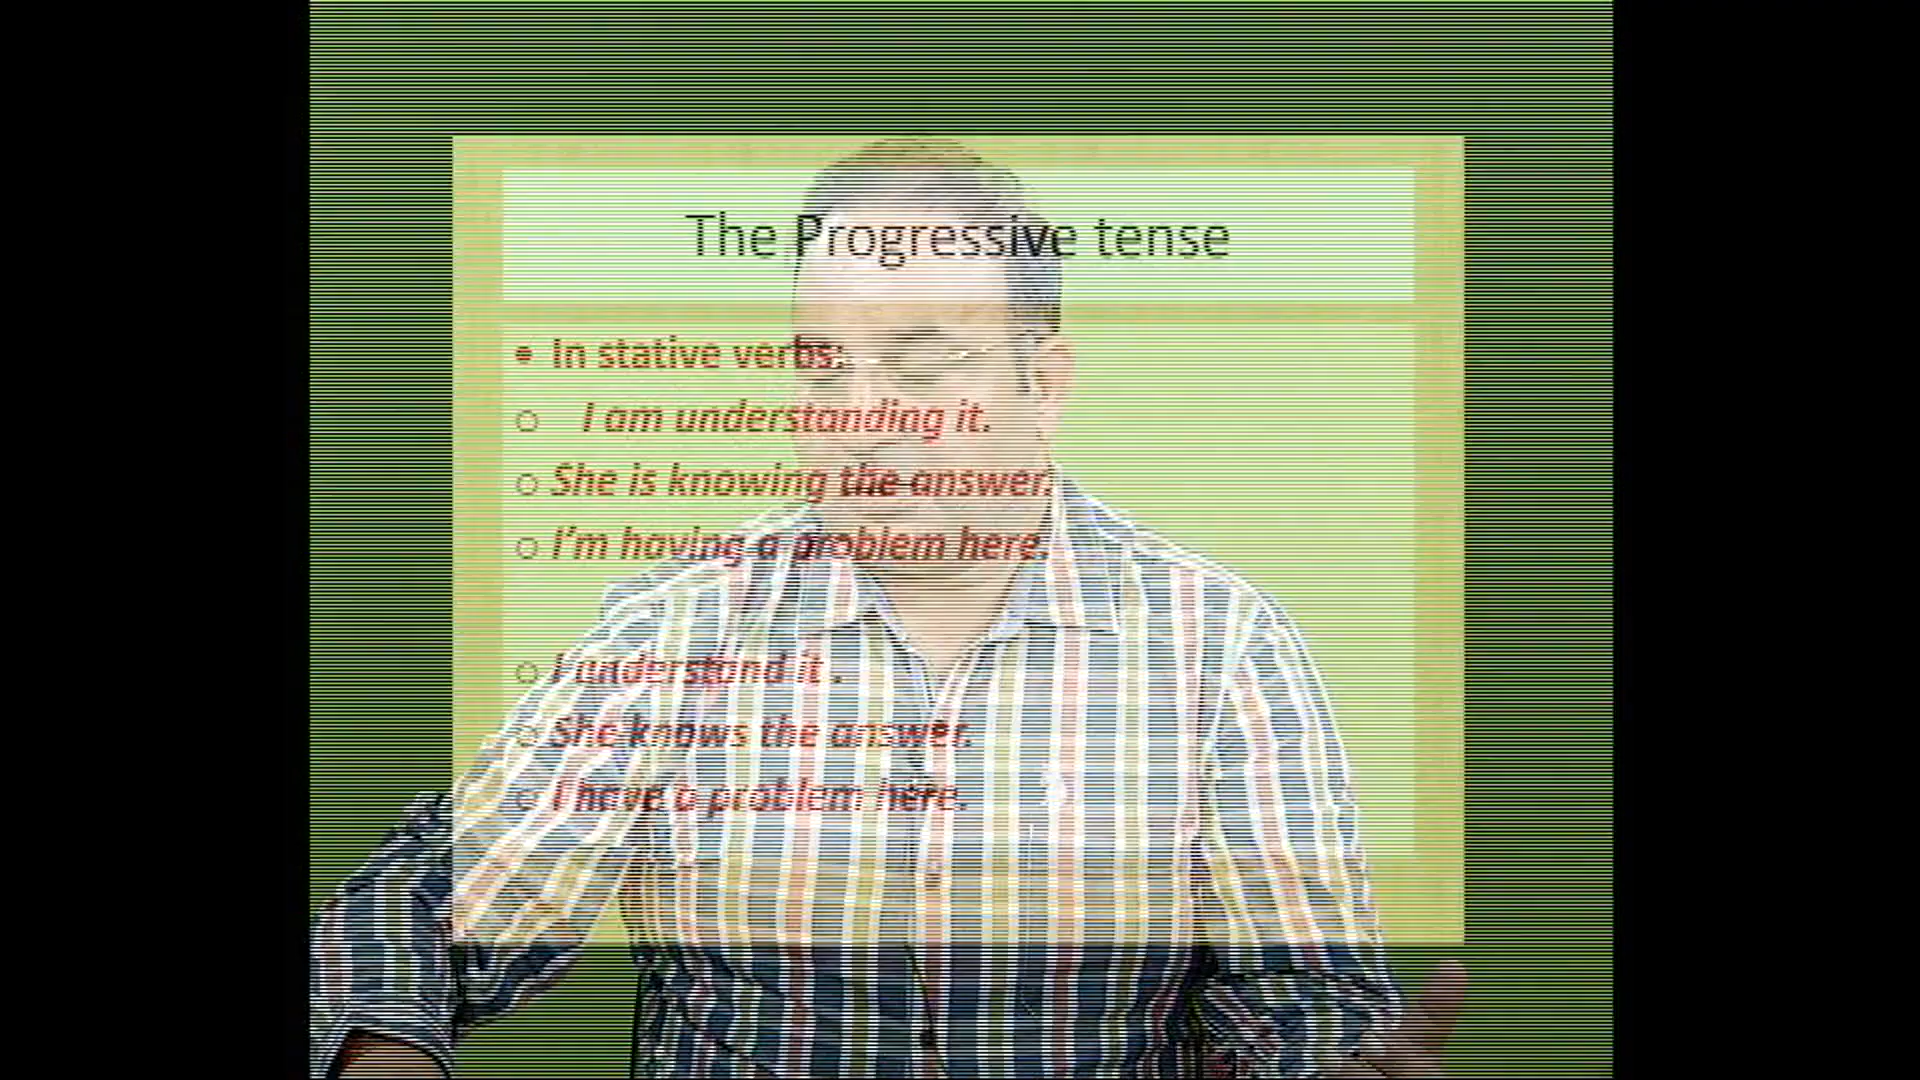 The Progressive tense
• In stative verbs:
○ I am understanding it.
○ She is knowing the answer.
○ I'm having a problem here.
○ I understand it .
○ She knows the answer.
○ I have a problem here.